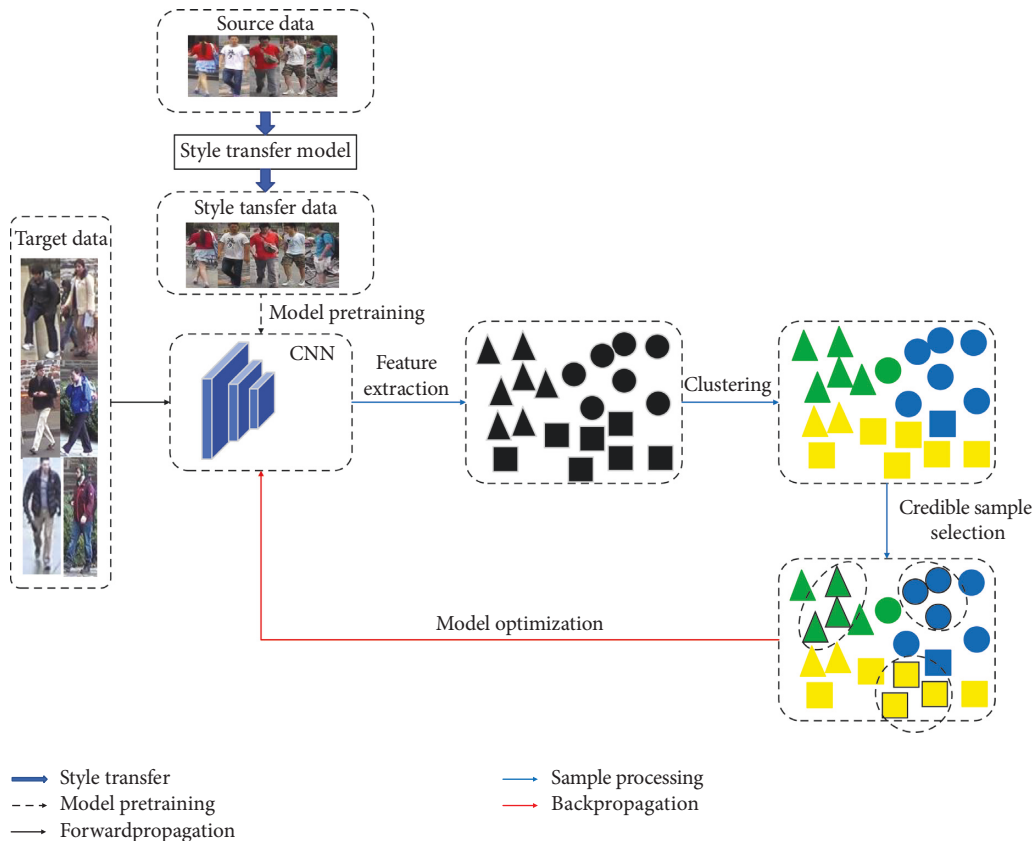 Source data
Style transfer model
Style tansfer data
Target data
Model pretraining
CNN
Feature
extraction
Clustering
Credible sample
selection
Model optimization
Style transfer
Model pretraining
Forwardpropagation
Sample processing
Backpropagation